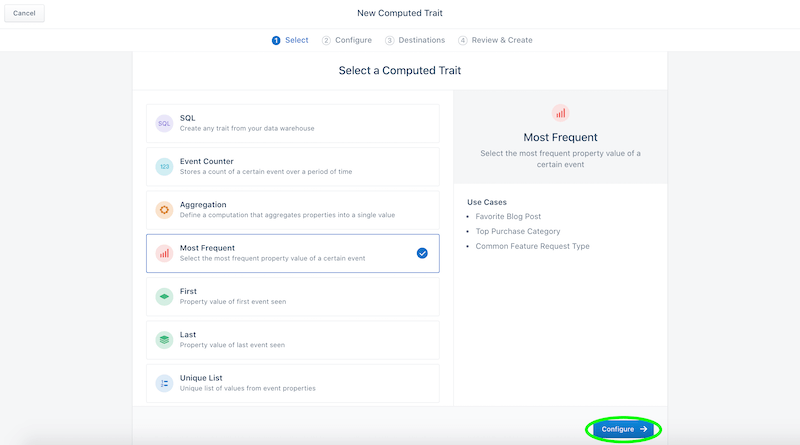 Cancel
New Computed Trait
1 Select 2 Configure 3 Destinations 4 Review & Create
Select a Computed Trait
SQL
SQL
Create any trait from your data warehouse
123
Event Counter
Stores a count of a certain event over a period of time
Aggregation
Define a computation that aggregates properties into a single value
Most Frequent
Select the most frequent property value of a certain event
First
Property value of first event seen
Last
Property value of last event seen
Unique List
Unique list of values from event properties
Most Frequent
Select the most frequent property value of a
certain event
Use Cases
• Favorite Blog Post
• Top Purchase Category
• Common Feature Request Type
Configure →